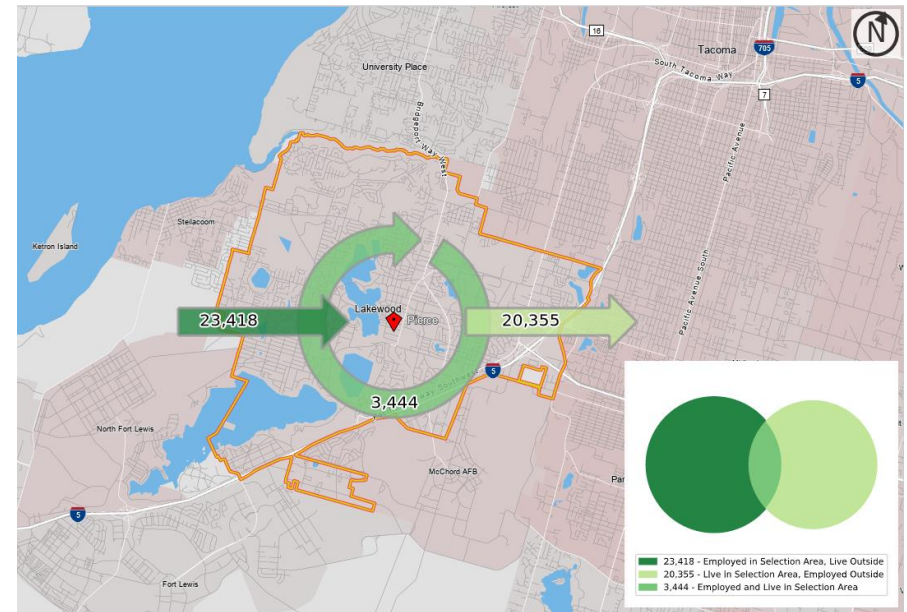 N
16
Tacoma
705
South Tacoma Way
5
University Place
7
Bridgeport Way West
Pacific Avenue
Steilacoom
Ketron Island
Pacific Avenue South
Lakewood
Pierce
23,418
20,355
5
3,444
way Southwest
North Fort Lewis
McChord AFB
5
Fort Lewis
23,418 - Employed in Selection Area, Live Outside
20,355 - Live in Selection Area, Employed Outside
3,444 - Employed and Live in Selection Area